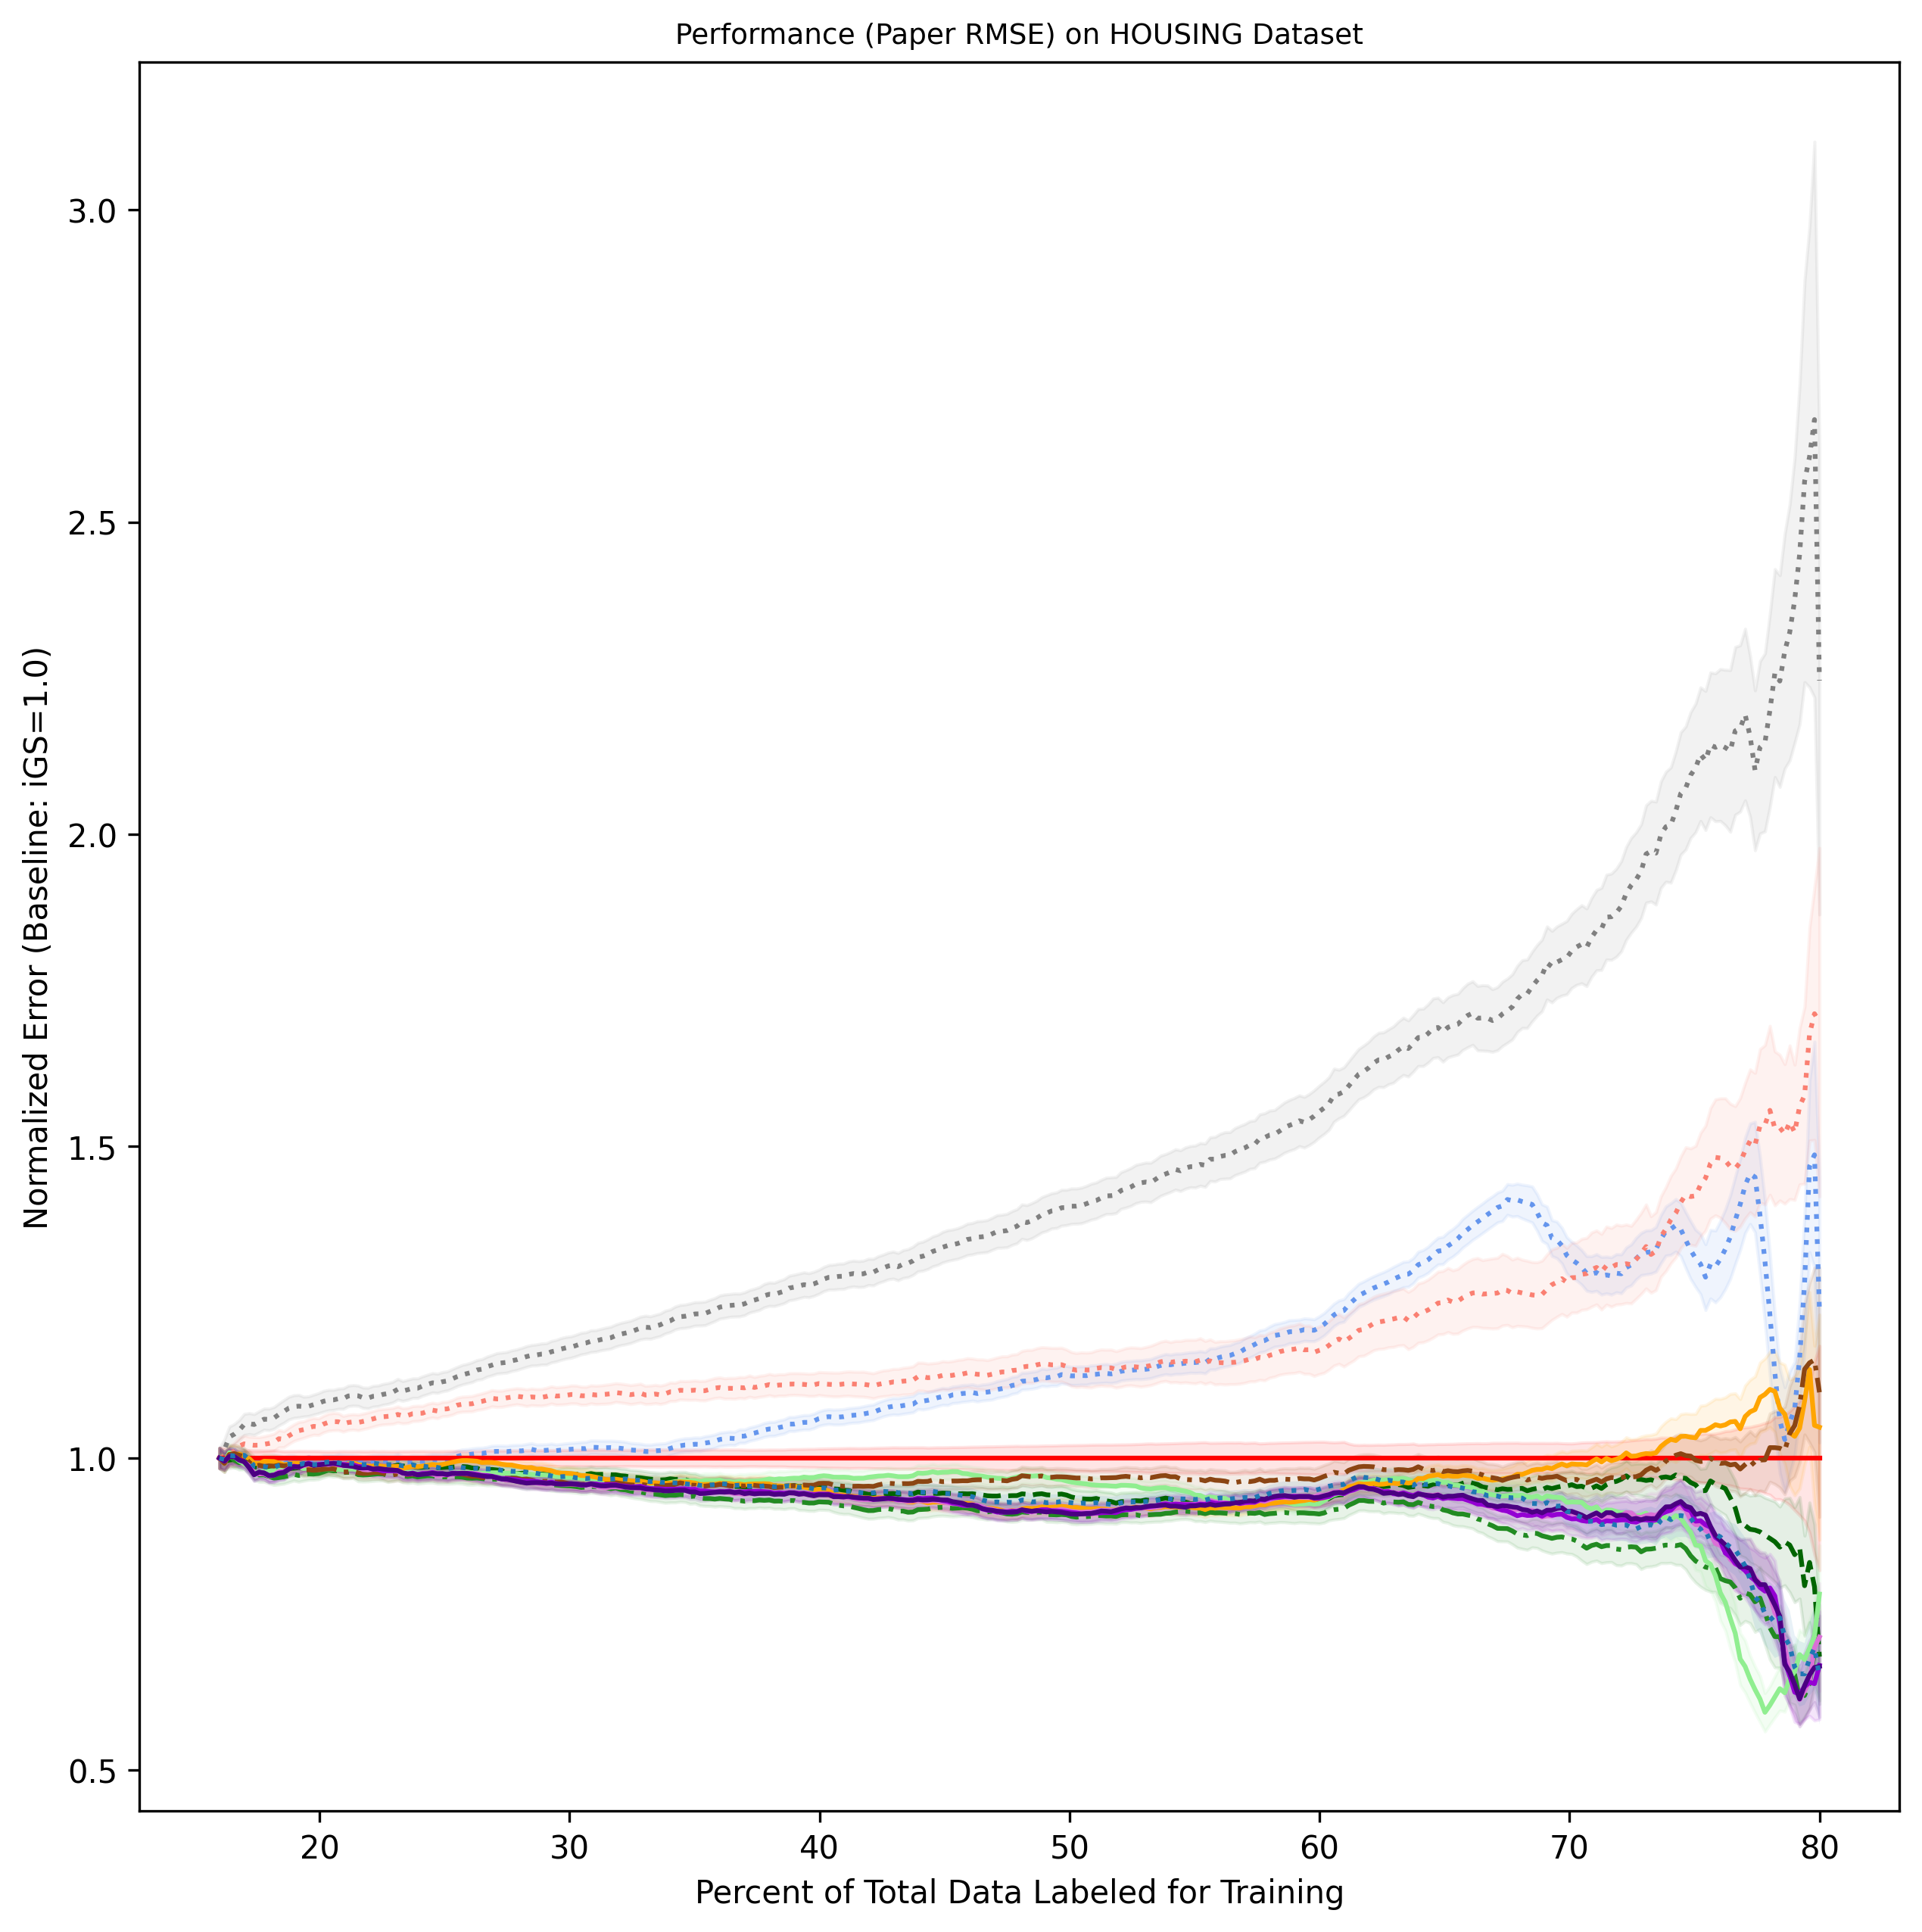 Performance (Paper RMSE) on HOUSING Dataset
Normalized Error (Baseline: iGS=1.0)
3.0
2.5
2.0
1.5
1.0
0.5
20 30 40 50 60 70 80
Percent of Total Data Labeled for Training